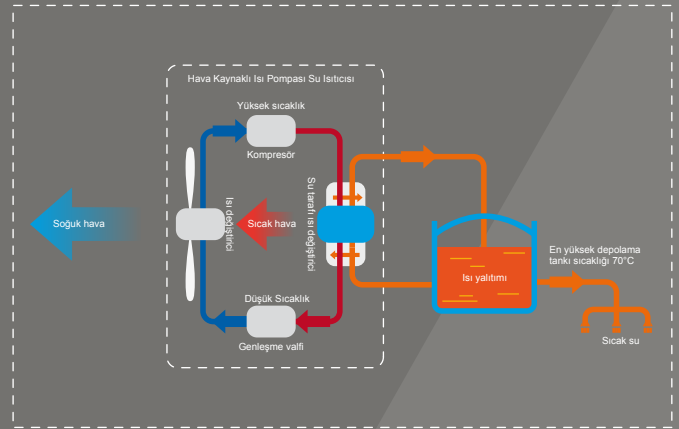 Hava Kaynaklı Isı Pompası Su Isıtıcısı
Yüksek sıcaklık
Kompresör
Soğuk hava
Isı değiştirici
Sıcak hava
Su tarafı ısı değiştirici
Düşük Sıcaklık
Genleşme valfi
Isı yalıtımı
En yüksek depolama
tankı sıcaklığı 70°C
Sıcak su